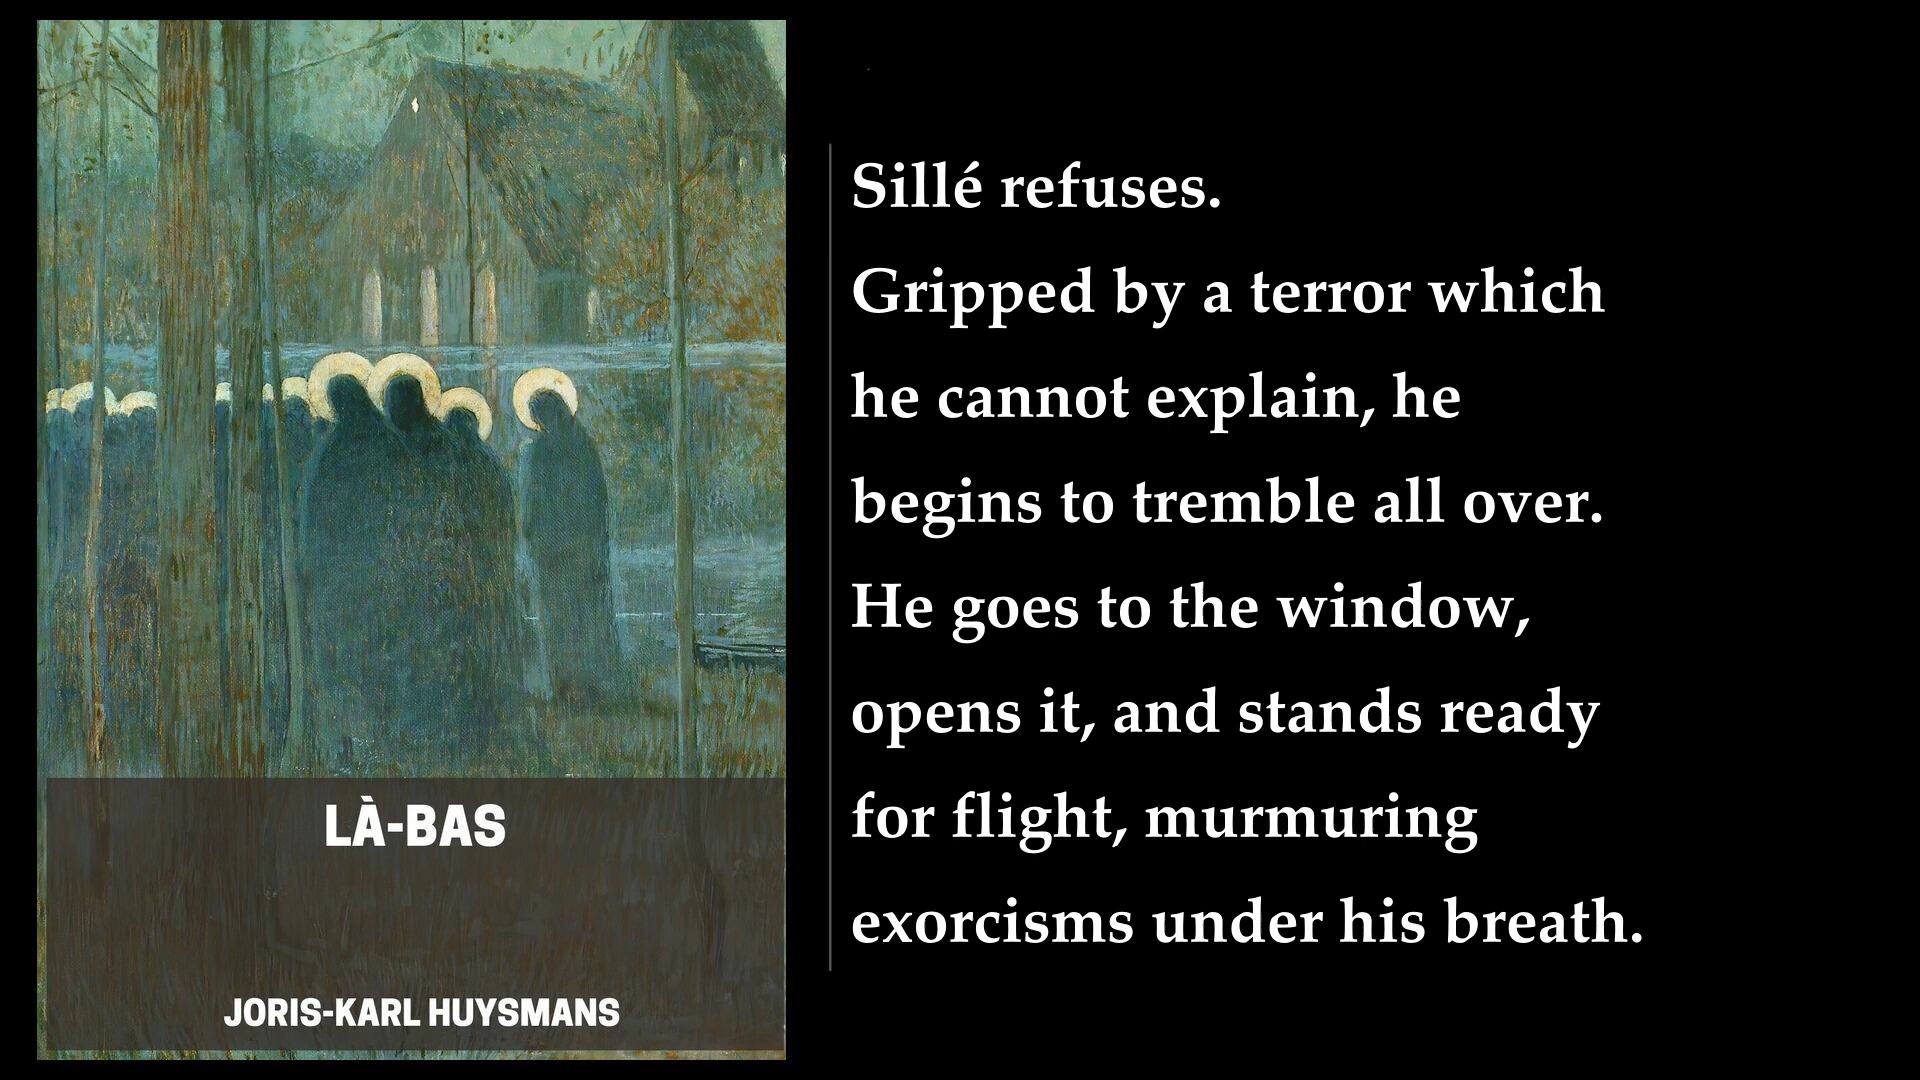 LÀ-BAS
JORIS-KARL HUYSMANS
Sillé refuses.
Gripped by a terror which
he cannot explain, he
begins to tremble all over.
He goes to the window,
opens it, and stands ready
for flight, murmuring
exorcisms under his breath.